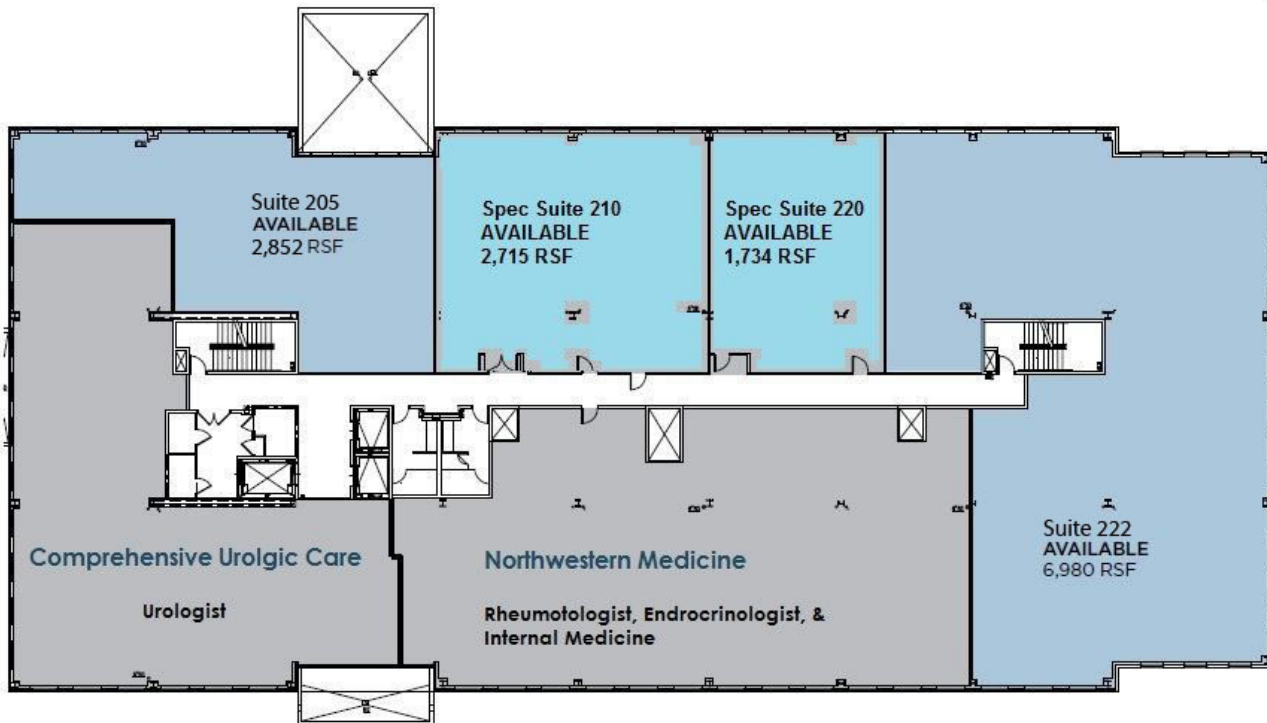 Suite 205
AVAILABLE
2,852 RSF
Spec Suite 210
AVAILABLE
2,715 RSF
Spec Suite 220
AVAILABLE
1,734 RSF
Comprehensive Urolgic Care
Urologist
Northwestern Medicine
Rheumotologist, Endrocrinologist, &
Internal Medicine
Suite 222
AVAILABLE
6,980 RSF